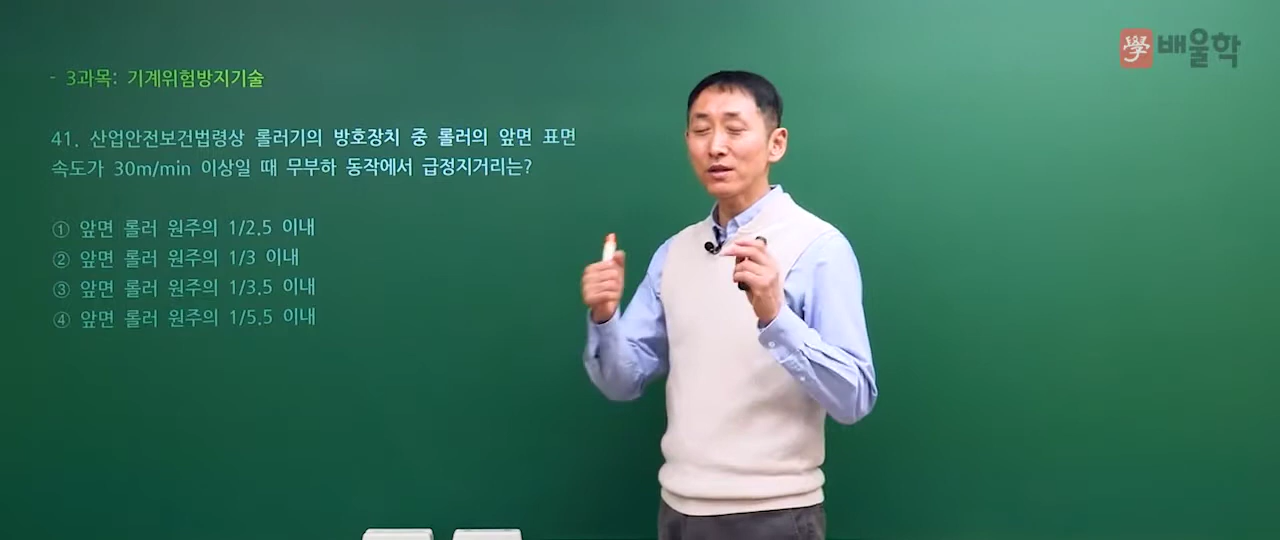 學 배울학
- 3과목: 기계위험방지기술
41. 산업안전보건법령상 롤러기의 방호장치 중 롤러의 앞면 표면
속도가 30m/min 이상일 때 무부하 동작에서 급정지거리는?
① 앞면 롤러 원주의 1/2.5 이내
② 앞면 롤러 원주의 1/3 이내
③ 앞면 롤러 원주의 1/3.5 이내
④ 앞면 롤러 원주의 1/5.5 이내